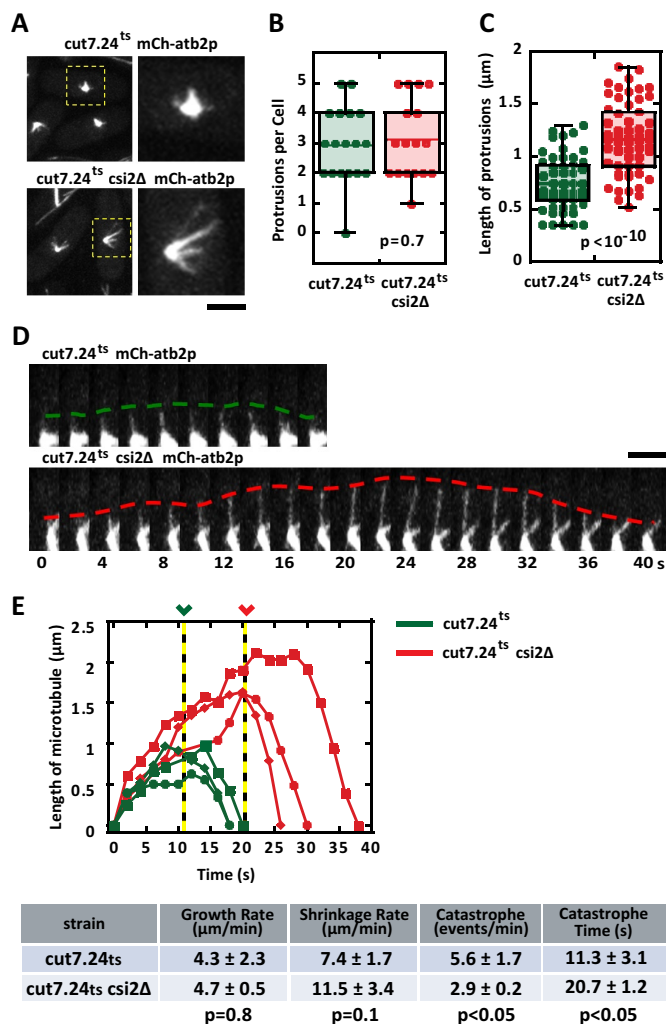 A
cut7.24ts mCh-atb2p
cut7.24ts csi2Δ mCh-atb2p
B
Protrusions per Cell
5
4
3
2
1
0
p=0.7
cut7.24ts
cut7.24ts
csi2Δ
C
Length of protrusions (μm)
2
1.5
1
0.5
0
p<10-10
cut7.24ts
cut7.24ts
csi2Δ
D
cut7.24ts mCh-atb2p
cut7.24ts csi2Δ mCh-atb2p
0 4 8 12 16 20 24 26 28 32 36 38 40 s
E
Length of microtubule (μm)
2.5
2
1.5
1
0.5
0
0 5 10 15 20 25 30 35 40
Time (s)
cut7.24ts
cut7.24ts csi2Δ
strain Growth Rate (μm/min) Shrinkage Rate (μm/min) Catastrophe (events/min) Catastrophe Time (s)
cut7.24ts 4.3 ± 2.3 7.4 ± 1.7 5.6 ± 1.7 11.3 ± 3.1
cut7.24ts csi2Δ 4.7 ± 0.5 11.5 ± 3.4 2.9 ± 0.2 20.7 ± 1.2
p=0.8 p=0.1 p<0.05 p<0.05